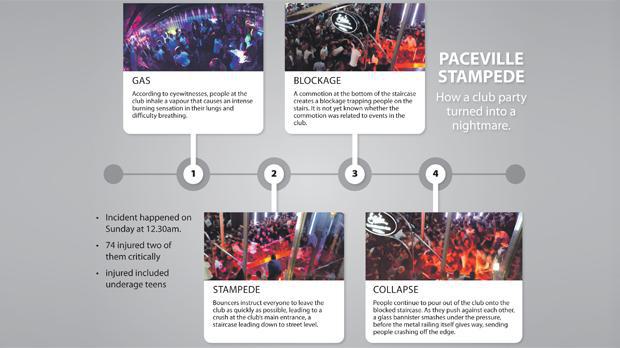 PACEVILLE
STAMPEDE
How a club party
turned into a
nightmare.
GAS
According to eyewitnesses, people at the
club inhale a vapour that causes an intense
burning sensation in their lungs and
difficulty breathing.
BLOCKAGE
A commotion at the bottom of the staircase
creates a blockage trapping people on the
stairs. It is not yet known whether the
commotion was related to events in the
club.
1
2
3
4
• Incident happened on
Sunday at 12.30am.
• 74 injured two of
them critically
• injured included
underage teens
STAMPEDE
Bouncers instruct everyone to leave the
club as quickly as possible, leading to a
crush at the club's main entrance, a
staircase leading down to street level.
COLLAPSE
People continue to pour out of the club onto the
blocked staircase. As they push against each other,
a glass bannister smashes under the pressure,
before the metal railing itself gives way, sending
people crashing off the edge.